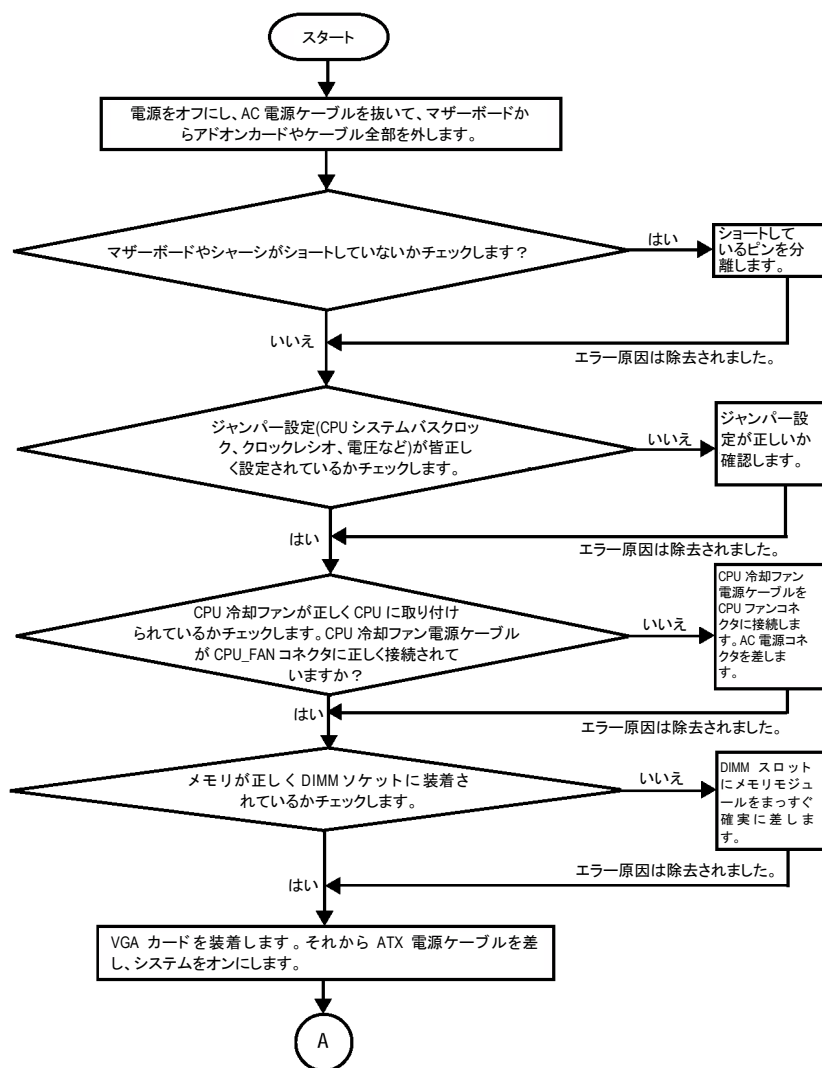 スタート
電源をオフにし、AC 電源ケーブルを抜いて、マザーボードか
らアドオンカードやケーブル全部を外します。
マザーボードやシャーシがショートしていないかチェックします？
はい
ショートして
いるピンを分
離します。
いいえ
エラー原因は除去されました。
ジャンパー設定(CPU システムバスクロッ
ク、クロックレシオ、電圧など)が皆正し
く設定されているかチェックします。
いいえ
ジャンパー設
定が正しいか
確認します。
はい
エラー原因は除去されました。
CPU 冷却ファンが正しく CPU に取り付け
られているかチェックします。CPU 冷却ファン電源ケーブル
が CPU_FAN コネクタに正しく接続されて
いますか？
いいえ
CPU 冷却ファン
電源ケーブルを
CPU ファンコネ
クタに接続しま
す。AC 電源コネ
クタを差しま
す。
はい
エラー原因は除去されました。
メモリが正しく DIMM ソケットに装着さ
れているかチェックします。
いいえ
DIMM スロット
にメモリモジュ
ールをまっすぐ
確実に差しま
す。
はい
エラー原因は除去されました。
VGA カードを装着します。それから ATX 電源ケーブルを差
し、システムをオンにします。
A